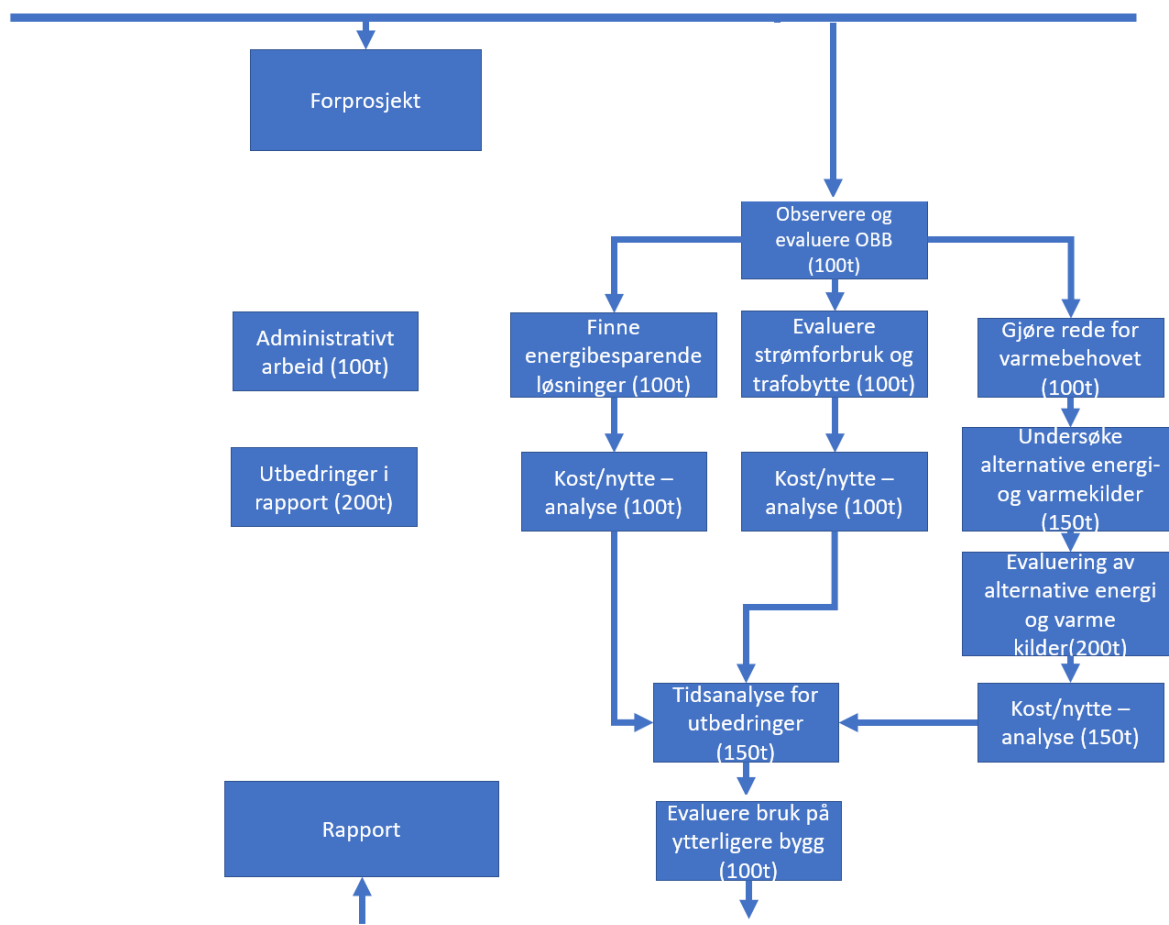 Forprosjekt
Observere og
evaluere OBB
(100t)
Administrativt
arbeid (100t)
Finne
energibesparende
løsninger (100t)
Evaluere
strømforbruk og
trafobytte (100t)
Gjøre rede for
varmebehovet
(100t)
Utbedringer i
rapport (200t)
Kost/nytte –
analyse (100t)
Kost/nytte –
analyse (100t)
Undersøke
alternative energi-
og varmekilder
(150t)
Evaluering av
alternative energi
og varme
kilder(200t)
Tidsanalyse for
utbedringer
(150t)
Kost/nytte –
analyse (150t)
Rapport
Evaluere bruk på
ytterligere bygg
(100t)